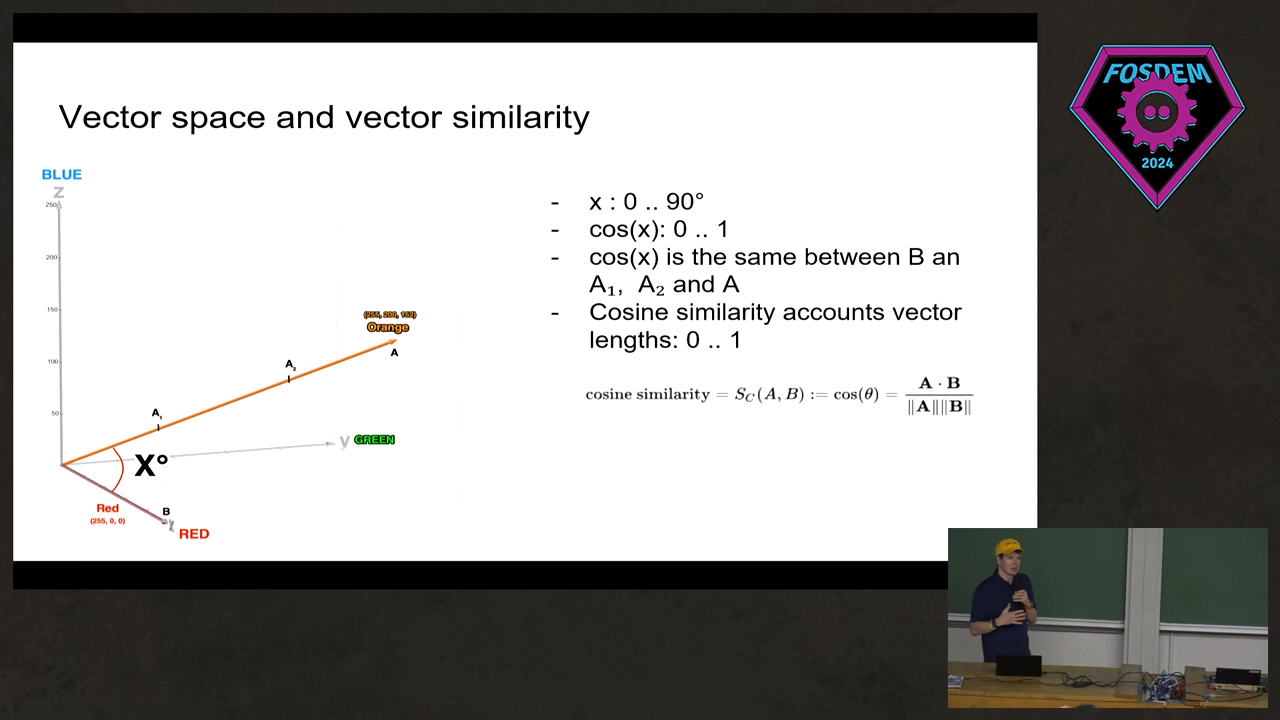 Vector space and vector similarity
BLUE
Z
250
200
150
100
50
(255, 200, 152)
Orange
A
A₂
A₁
y GREEN
X°
Red
(255, 0, 0)
B
RED
- x : 0 .. 90°
- cos(x): 0 .. 1
- cos(x) is the same between B an
A₁, A₂ and A
- Cosine similarity accounts vector
lengths: 0 .. 1
cosine similarity = S_C(A, B) := cos(θ) = A · B / ‖A‖‖B‖
FOSDEM
2024